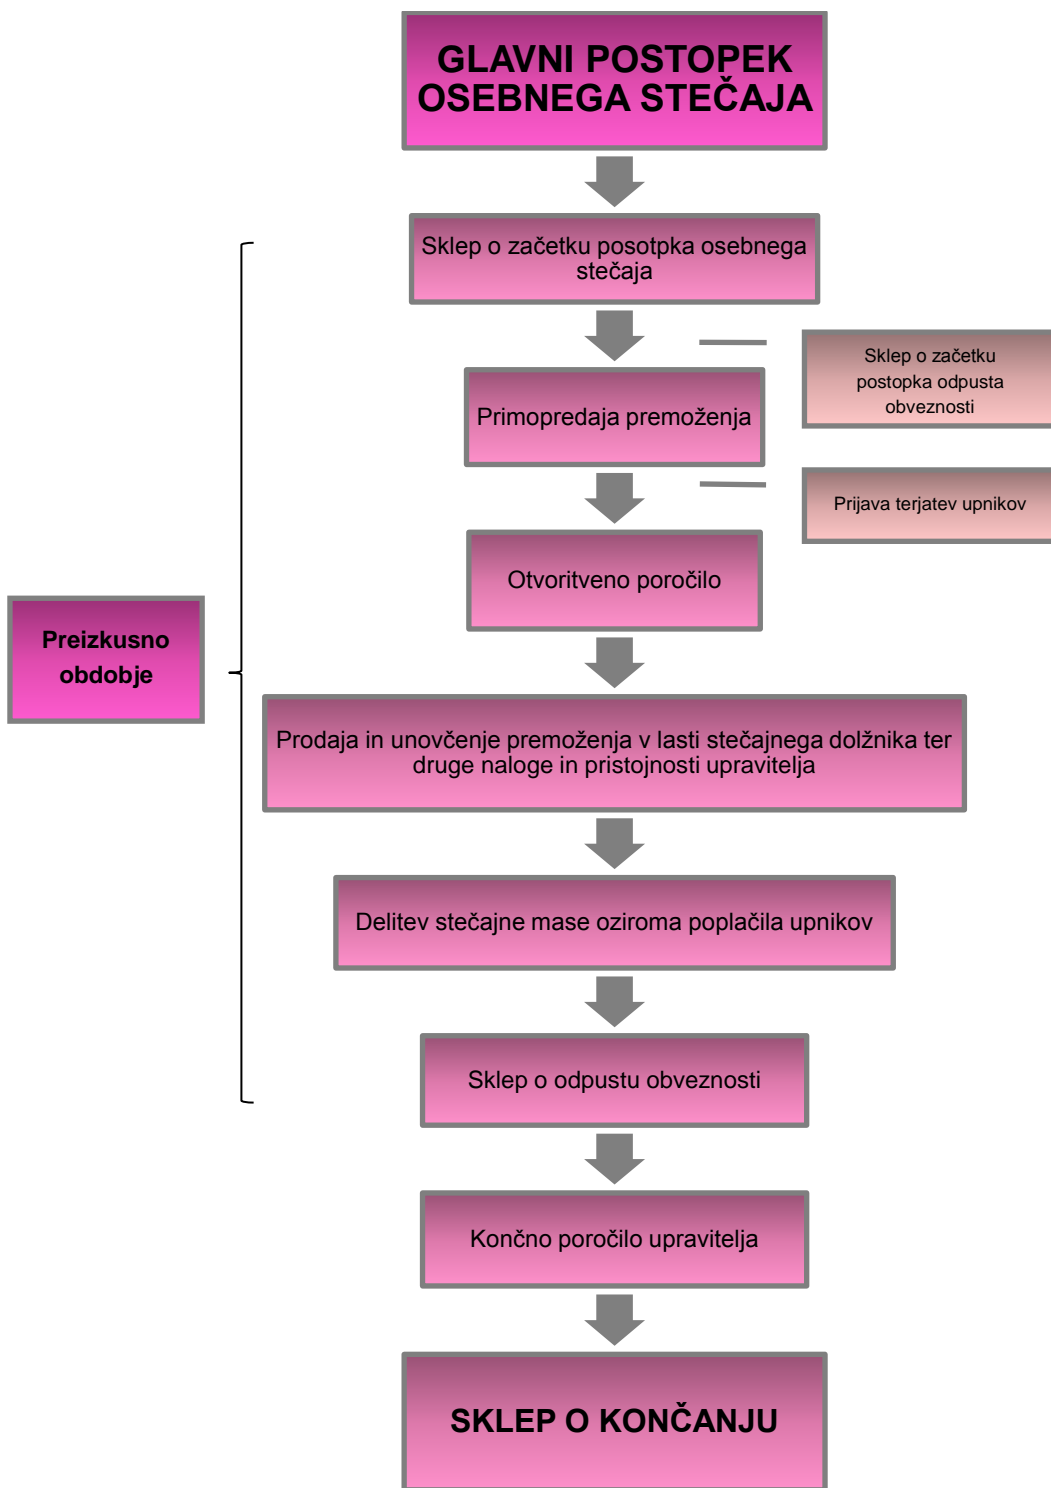 GLAVNI POSTOPEK
OSEBNEGA STEČAJA
Sklep o začetku posotpka osebnega
stečaja
Sklep o začetku
postopka odpusta
obveznosti
Primopredaja premoženja
Prijava terjatev upnikov
Otvoritveno poročilo
Preizkusno
obdobje
Prodaja in unovčenje premoženja v lasti stečajnega dolžnika ter
druge naloge in pristojnosti upravitelja
Delitev stečajne mase oziroma poplačila upnikov
Sklep o odpustu obveznosti
Končno poročilo upravitelja
SKLEP O KONČANJU